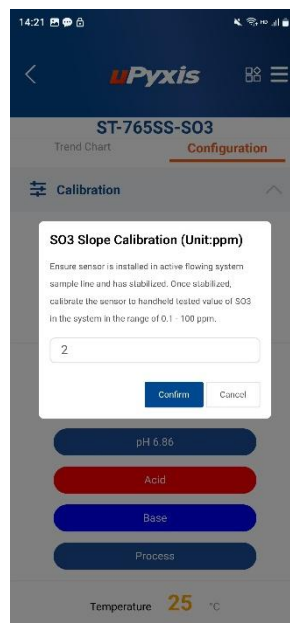 14:21
uPyxis
ST-765SS-SO3
Trend Chart Configuration
Calibration
SO3 Slope Calibration (Unit:ppm)
Ensure sensor is installed in active flowing system
sample line and has stabilized. Once stabilized,
calibrate the sensor to handheld tested value of SO3
in the system in the range of 0.1 - 100 ppm.
2
Confirm Cancel
pH 6.86
Acid
Base
Process
Temperature 25 °C